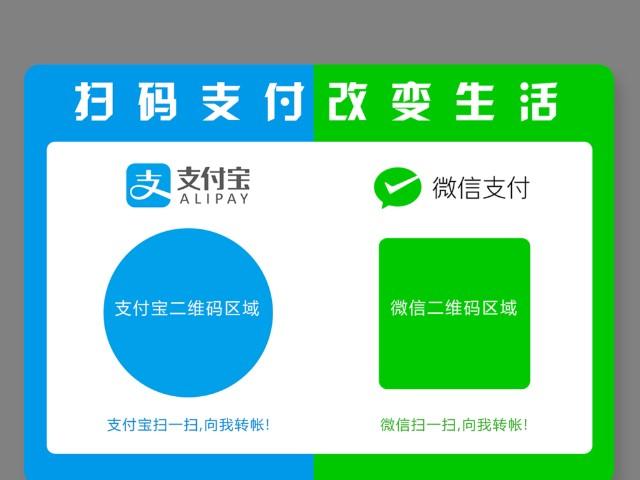 扫码支付改变生活
支付宝
ALIPAY
微信支付
支付宝二维码区域
微信二维码区域
支付宝扫一扫,向我转帐!
微信扫一扫,向我转帐!